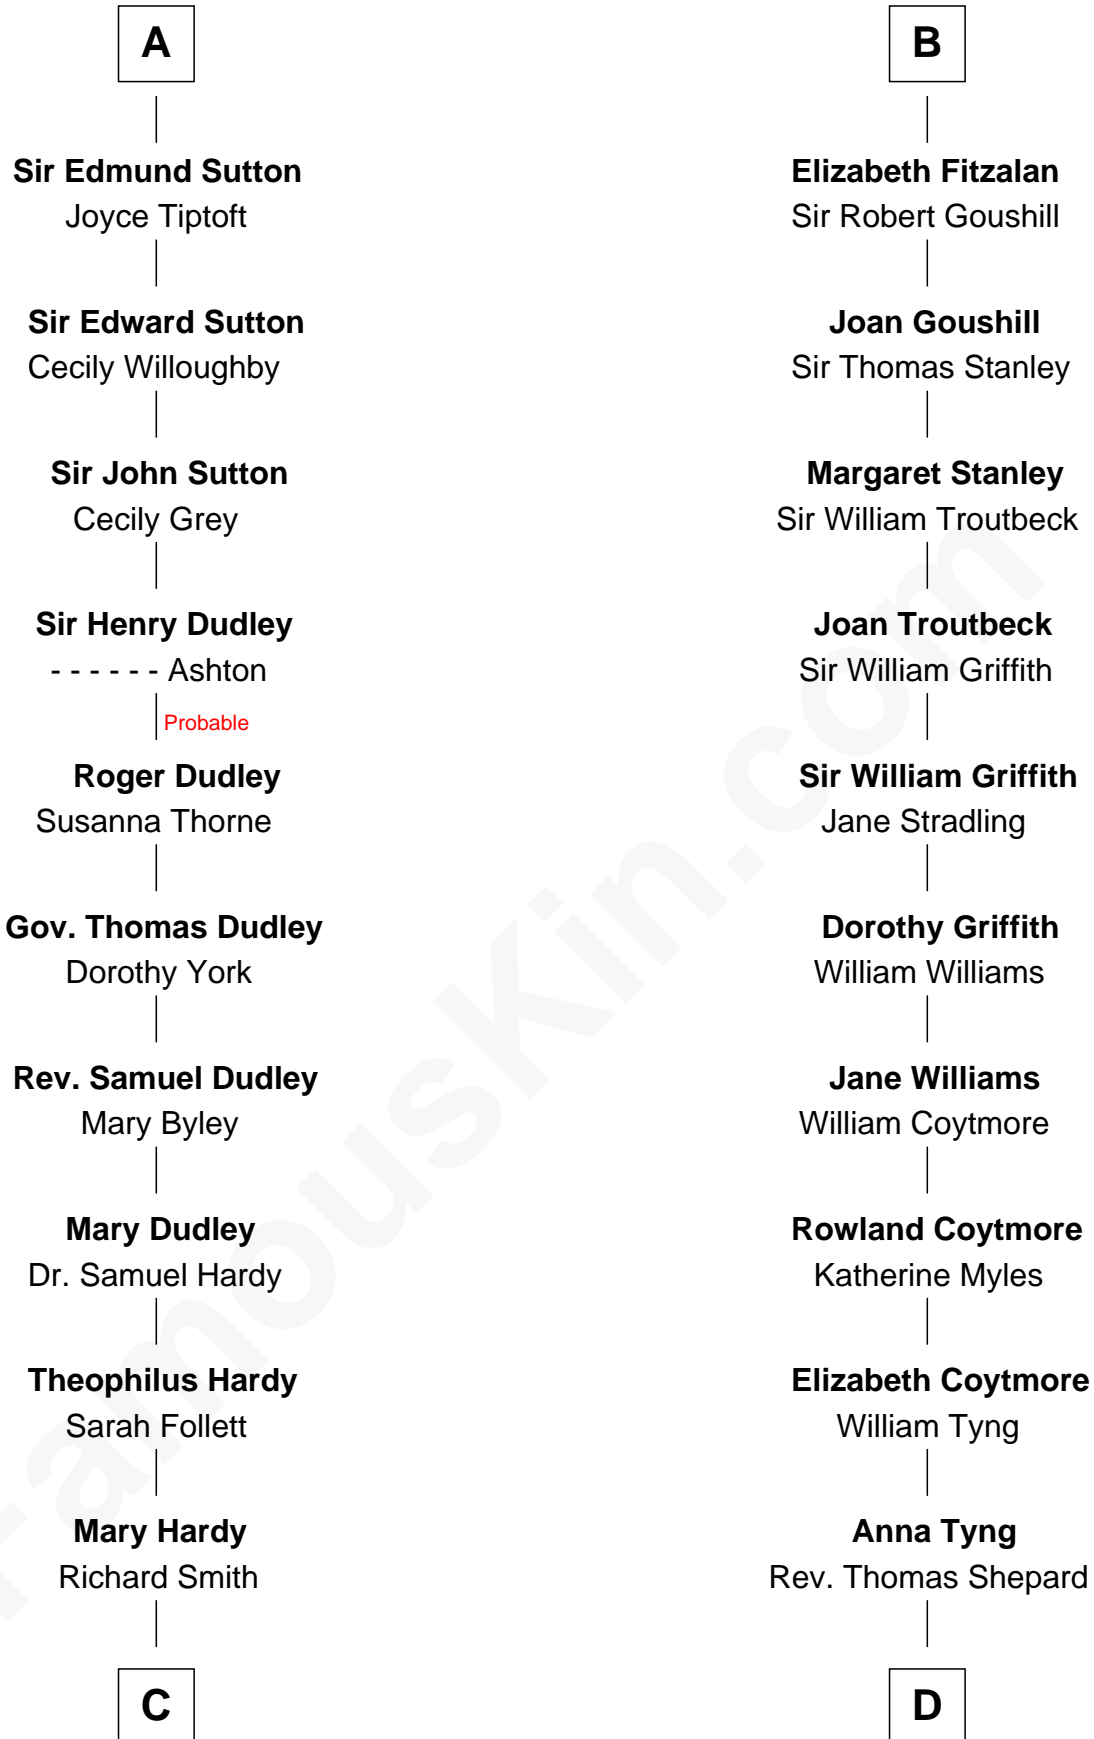 A
Sir Edmund Sutton
Joyce Tiptoft
Sir Edward Sutton
Cecily Willoughby
Sir John Sutton
Cecily Grey
Sir Henry Dudley
- - - - - - Ashton
Probable
Roger Dudley
Susanna Thorne
Gov. Thomas Dudley
Dorothy York
Rev. Samuel Dudley
Mary Byley
Mary Dudley
Dr. Samuel Hardy
Theophilus Hardy
Sarah Follett
Mary Hardy
Richard Smith
C
B
Elizabeth Fitzalan
Sir Robert Goushill
Joan Goushill
Sir Thomas Stanley
Margaret Stanley
Sir William Troutbeck
Joan Troutbeck
Sir William Griffith
Sir William Griffith
Jane Stradling
Dorothy Griffith
William Williams
Jane Williams
William Coytmore
Rowland Coytmore
Katherine Myles
Elizabeth Coytmore
William Tyng
Anna Tyng
Rev. Thomas Shepard
D
FamousKin.com